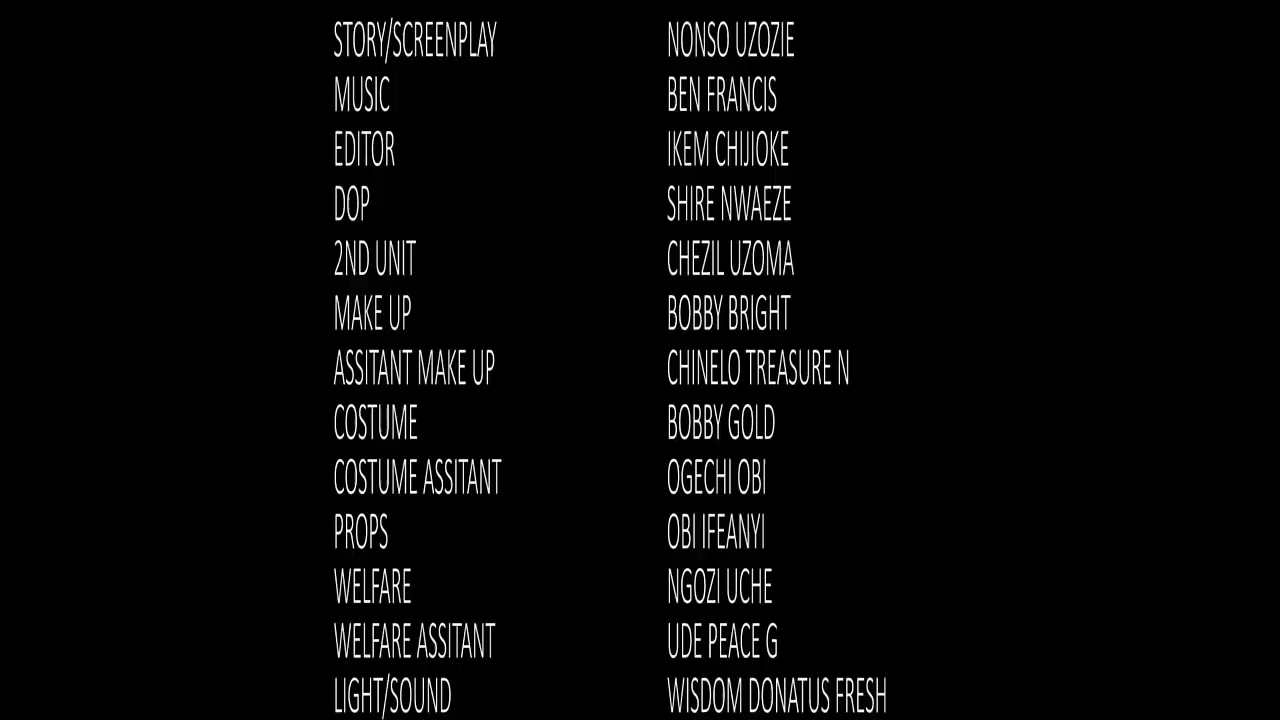 STORY/SCREENPLAY NONSO UZOZIE
MUSIC BEN FRANCIS
EDITOR IKEM CHIJIOKE
DOP SHIRE NWAEZE
2ND UNIT CHEZIL UZOMA
MAKE UP BOBBY BRIGHT
ASSITANT MAKE UP CHINELO TREASURE N
COSTUME BOBBY GOLD
COSTUME ASSITANT OGECHI OBI
PROPS OBI IFEANYI
WELFARE NGOZI UCHE
WELFARE ASSITANT UDE PEACE G
LIGHT/SOUND WISDOM DONATUS FRESH